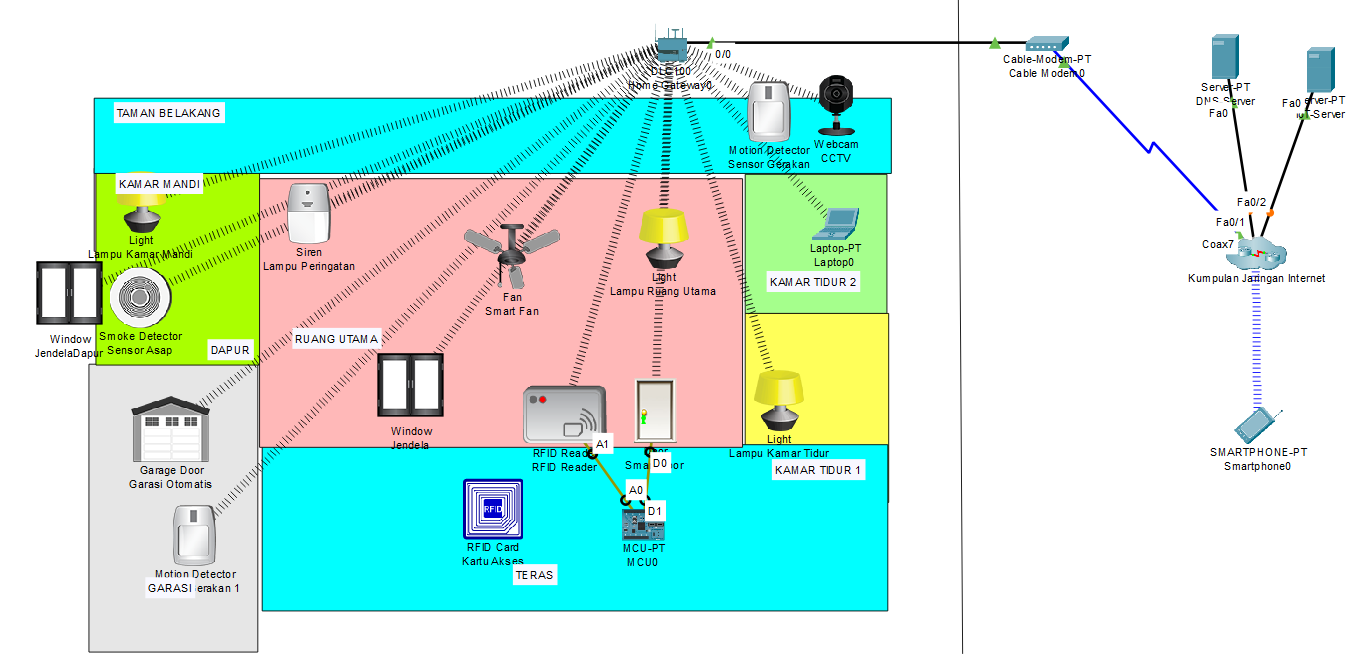 0/0
DLC100
Home Gateway0
Cable-Modem-PT
Cable Modem0
Server-PT
DNS Server
Fa0
Fa0
erver-PT
T-Server
TAMAN BELAKANG
Motion Detector
Sensor Gerakan
Webcam
CCTV
KAMAR MANDI
Light
Lampu Kamar Mandi
Siren
Lampu Peringatan
Fan
Smart Fan
Light
Lampu Ruang Utama
Laptop-PT
Laptop0
KAMAR TIDUR 2
Fa0/2
Fa0/1
Coax7
Kumpulan Jaringan Internet
Window
JendelaDapur
Smoke Detector
Sensor Asap
DAPUR
RUANG UTAMA
Window
Jendela
Garage Door
Garasi Otomatis
RFID Reade
RFID Reader
A1
D0
Light
Lampu Kamar Tidur
KAMAR TIDUR 1
SMARTPHONE-PT
Smartphone0
A0
D1
RFID
RFID Card
Kartu Akses
MCU-PT
MCU0
TERAS
Motion Detector
GARASI
erakan 1